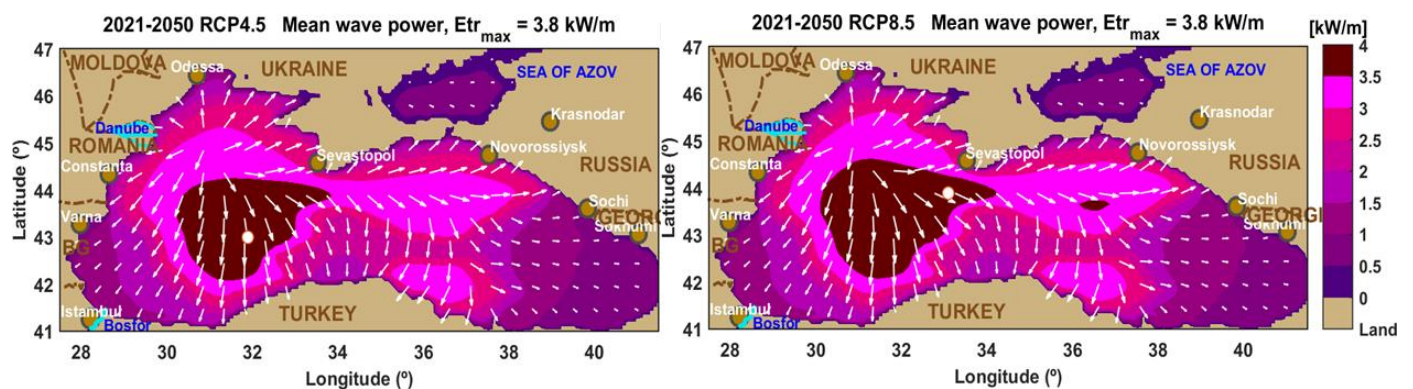 2021-2050 RCP4.5 Mean wave power, Etr_max = 3.8 kW/m
47
46
45
44
43
42
41
Latitude (º)
MOLDOVA
Odessa
UKRAINE
SEA OF AZOV
Krasnodar
Danube
ROMANIA
Constanta
Sevastopol
Novorossiysk
RUSSIA
Varna
BG
Sochi
GEORGI
Sokhumi
Istambul
Bosfor
TURKEY
28 30 32 34 36 38 40
Longitude (º)
2021-2050 RCP8.5 Mean wave power, Etr_max = 3.8 kW/m
47
46
45
44
43
42
41
Latitude (º)
MOLDOVA
Odessa
UKRAINE
SEA OF AZOV
Krasnodar
Danube
ROMANIA
Constanta
Sevastopol
Novorossiysk
RUSSIA
Varna
BG
Sochi
GEORGI
Sokhumi
Istambul
Bosfor
TURKEY
28 30 32 34 36 38 40
Longitude (º)
[kW/m]
4
3.5
3
2.5
2
1.5
1
0.5
0
Land